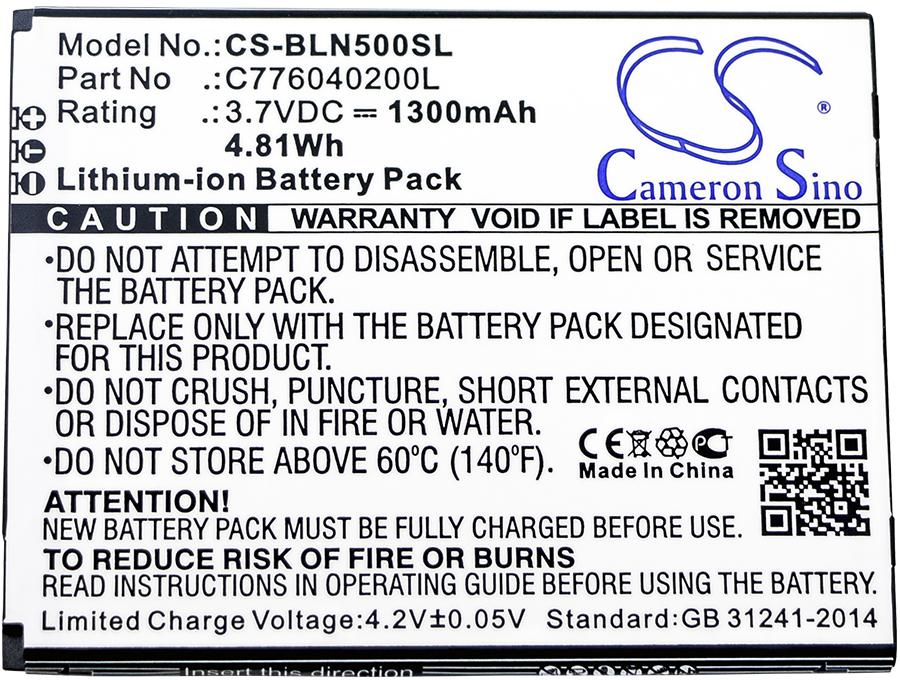 Model No.:CS-BLN500SL
Part No :C776040200L
Rating .:3.7VDC ⎓ 1300mAh
4.81Wh
Lithium-ion Battery Pack
CS
®
Cameron Sino
CAUTION WARRANTY VOID IF LABEL IS REMOVED
•DO NOT ATTEMPT TO DISASSEMBLE, OPEN OR SERVICE
THE BATTERY PACK.
•REPLACE ONLY WITH THE BATTERY PACK DESIGNATED
FOR THIS PRODUCT.
•DO NOT CRUSH, PUNCTURE, SHORT EXTERNAL CONTACTS
OR DISPOSE OF IN FIRE OR WATER.
•DO NOT STORE ABOVE 60°C (140°F).
CE PCT
Made In China
ATTENTION!
NEW BATTERY PACK MUST BE FULLY CHARGED BEFORE USE.
TO REDUCE RISK OF FIRE OR BURNS
READ INSTRUCTIONS IN OPERATING GUIDE BEFORE USING THE BATTERY.
Limited Charge Voltage:4.2V±0.05V Standard:GB 31241-2014